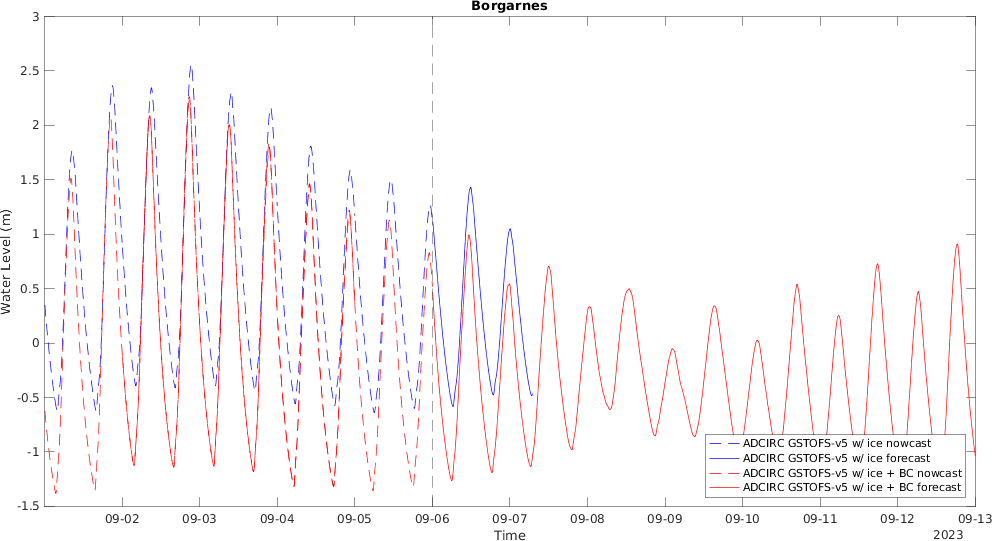 Borgarnes
3
2.5
2
1.5
1
0.5
0
-0.5
-1
-1.5
Water Level (m)
ADCIRC GSTOFS-v5 w/ ice nowcast
ADCIRC GSTOFS-v5 w/ ice forecast
ADCIRC GSTOFS-v5 w/ ice + BC nowcast
ADCIRC GSTOFS-v5 w/ ice + BC forecast
09-02 09-03 09-04 09-05 09-06 09-07 09-08 09-09 09-10 09-11 09-12 09-13
Time
2023